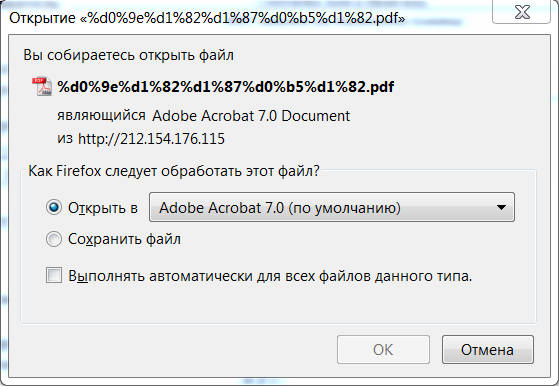 Открытие «%d0%9e%d1%82%d1%87%d0%b5%d1%82.pdf»
Вы собираетесь открыть файл
%d0%9e%d1%82%d1%87%d0%b5%d1%82.pdf
являющийся Adobe Acrobat 7.0 Document
из http://212.154.176.115
Как Firefox следует обработать этот файл?
Открыть в Adobe Acrobat 7.0 (по умолчанию)
Сохранить файл
Выполнять автоматически для всех файлов данного типа.
ОК Отмена